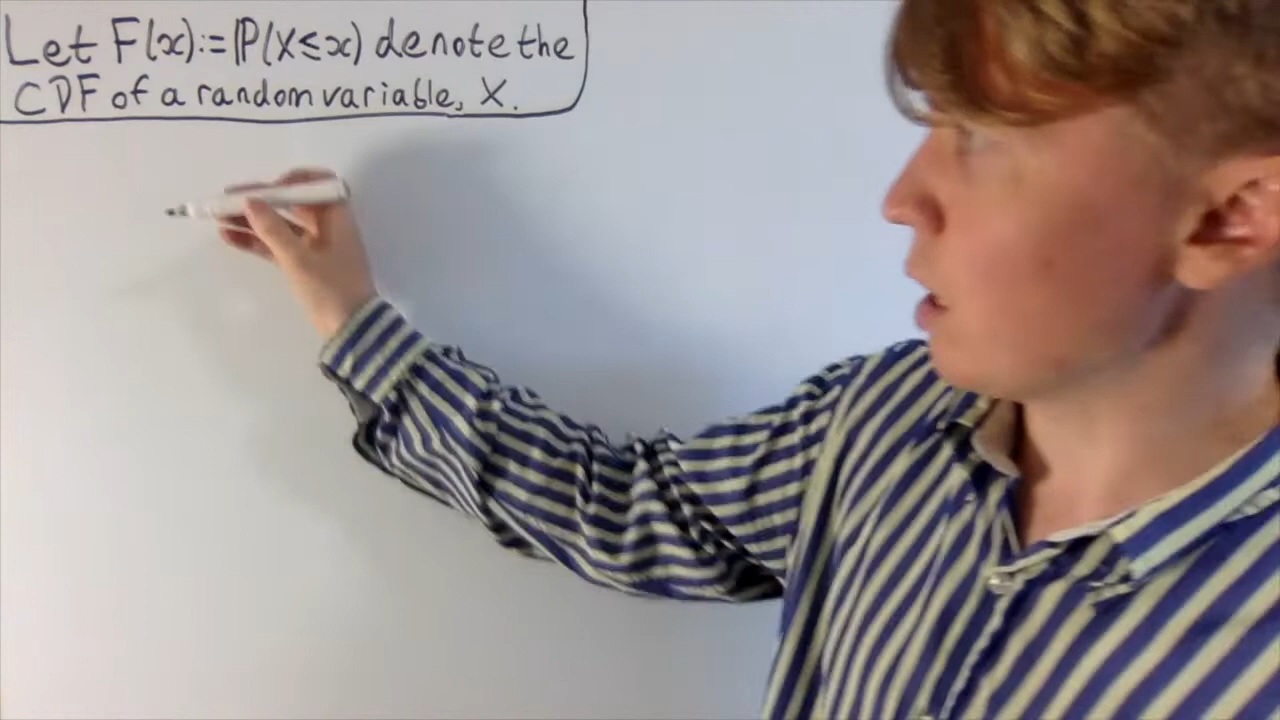 Let F(x):=ℙ(X≤x) denote the
CDF of a random variable, X.